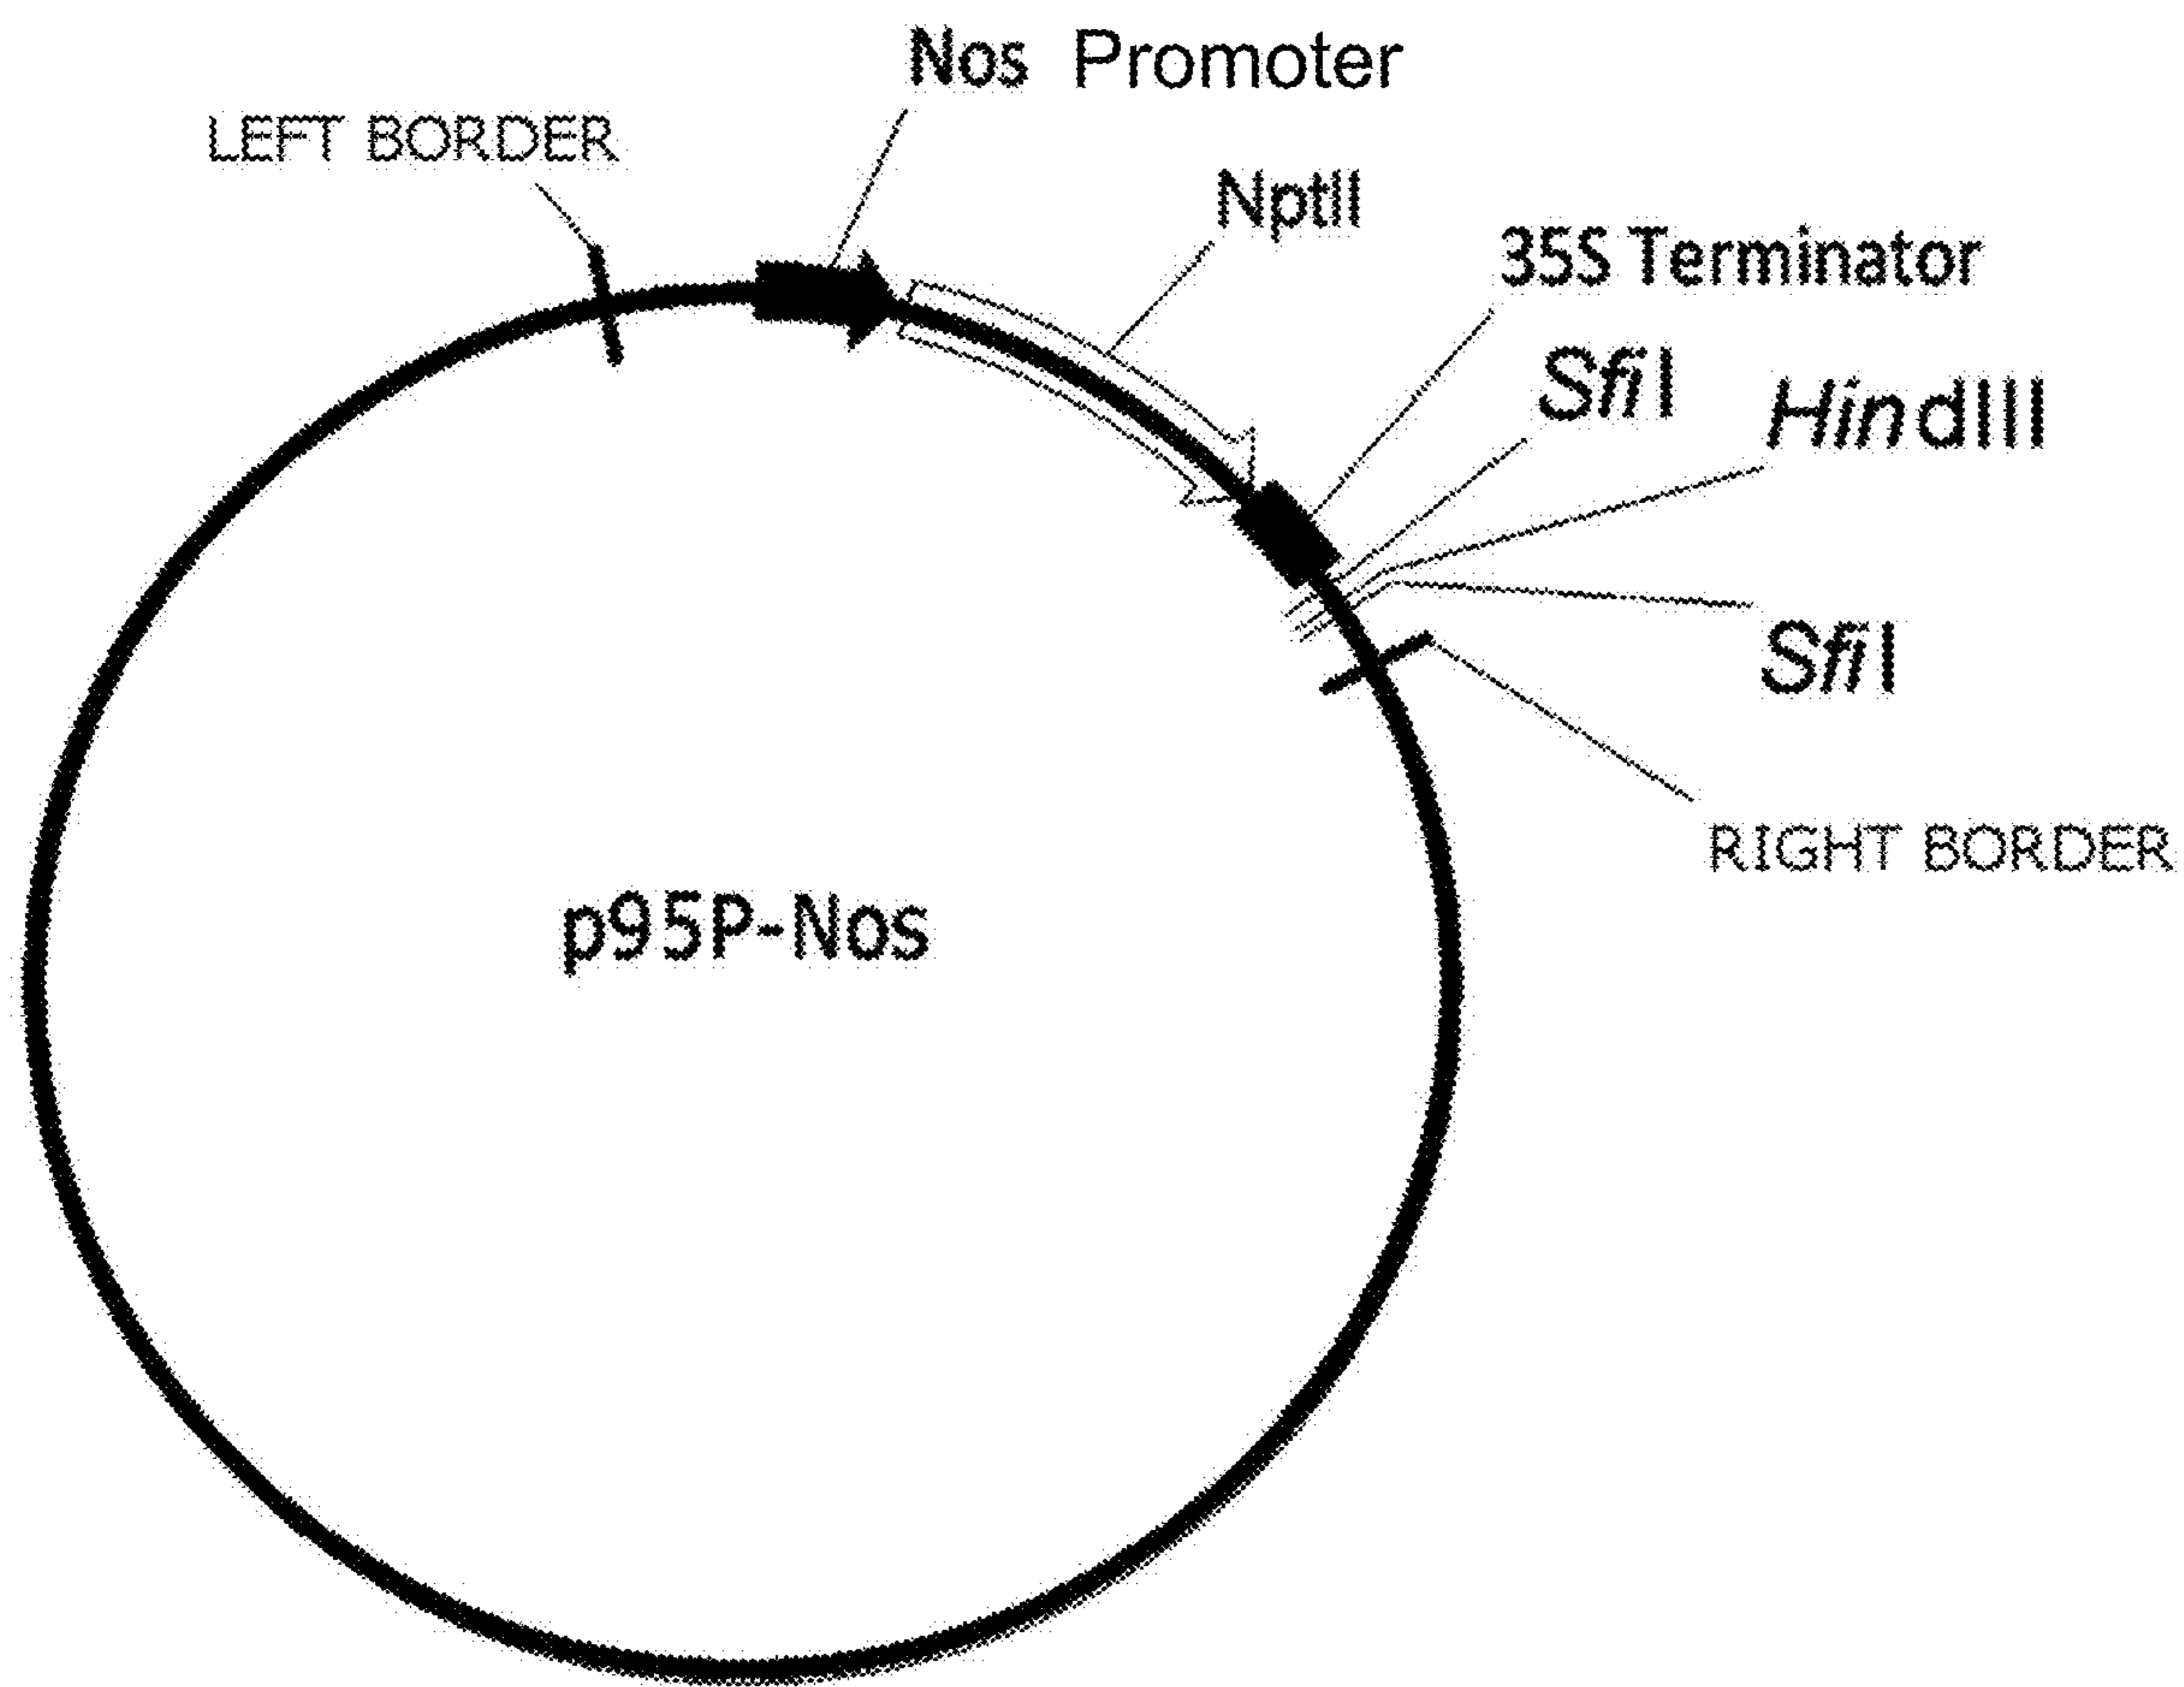 Nos Promoter
LEFT BORDER
NptII
35S Terminator
SfiI
HindIII
SfiI
RIGHT BORDER
p95P-Nos